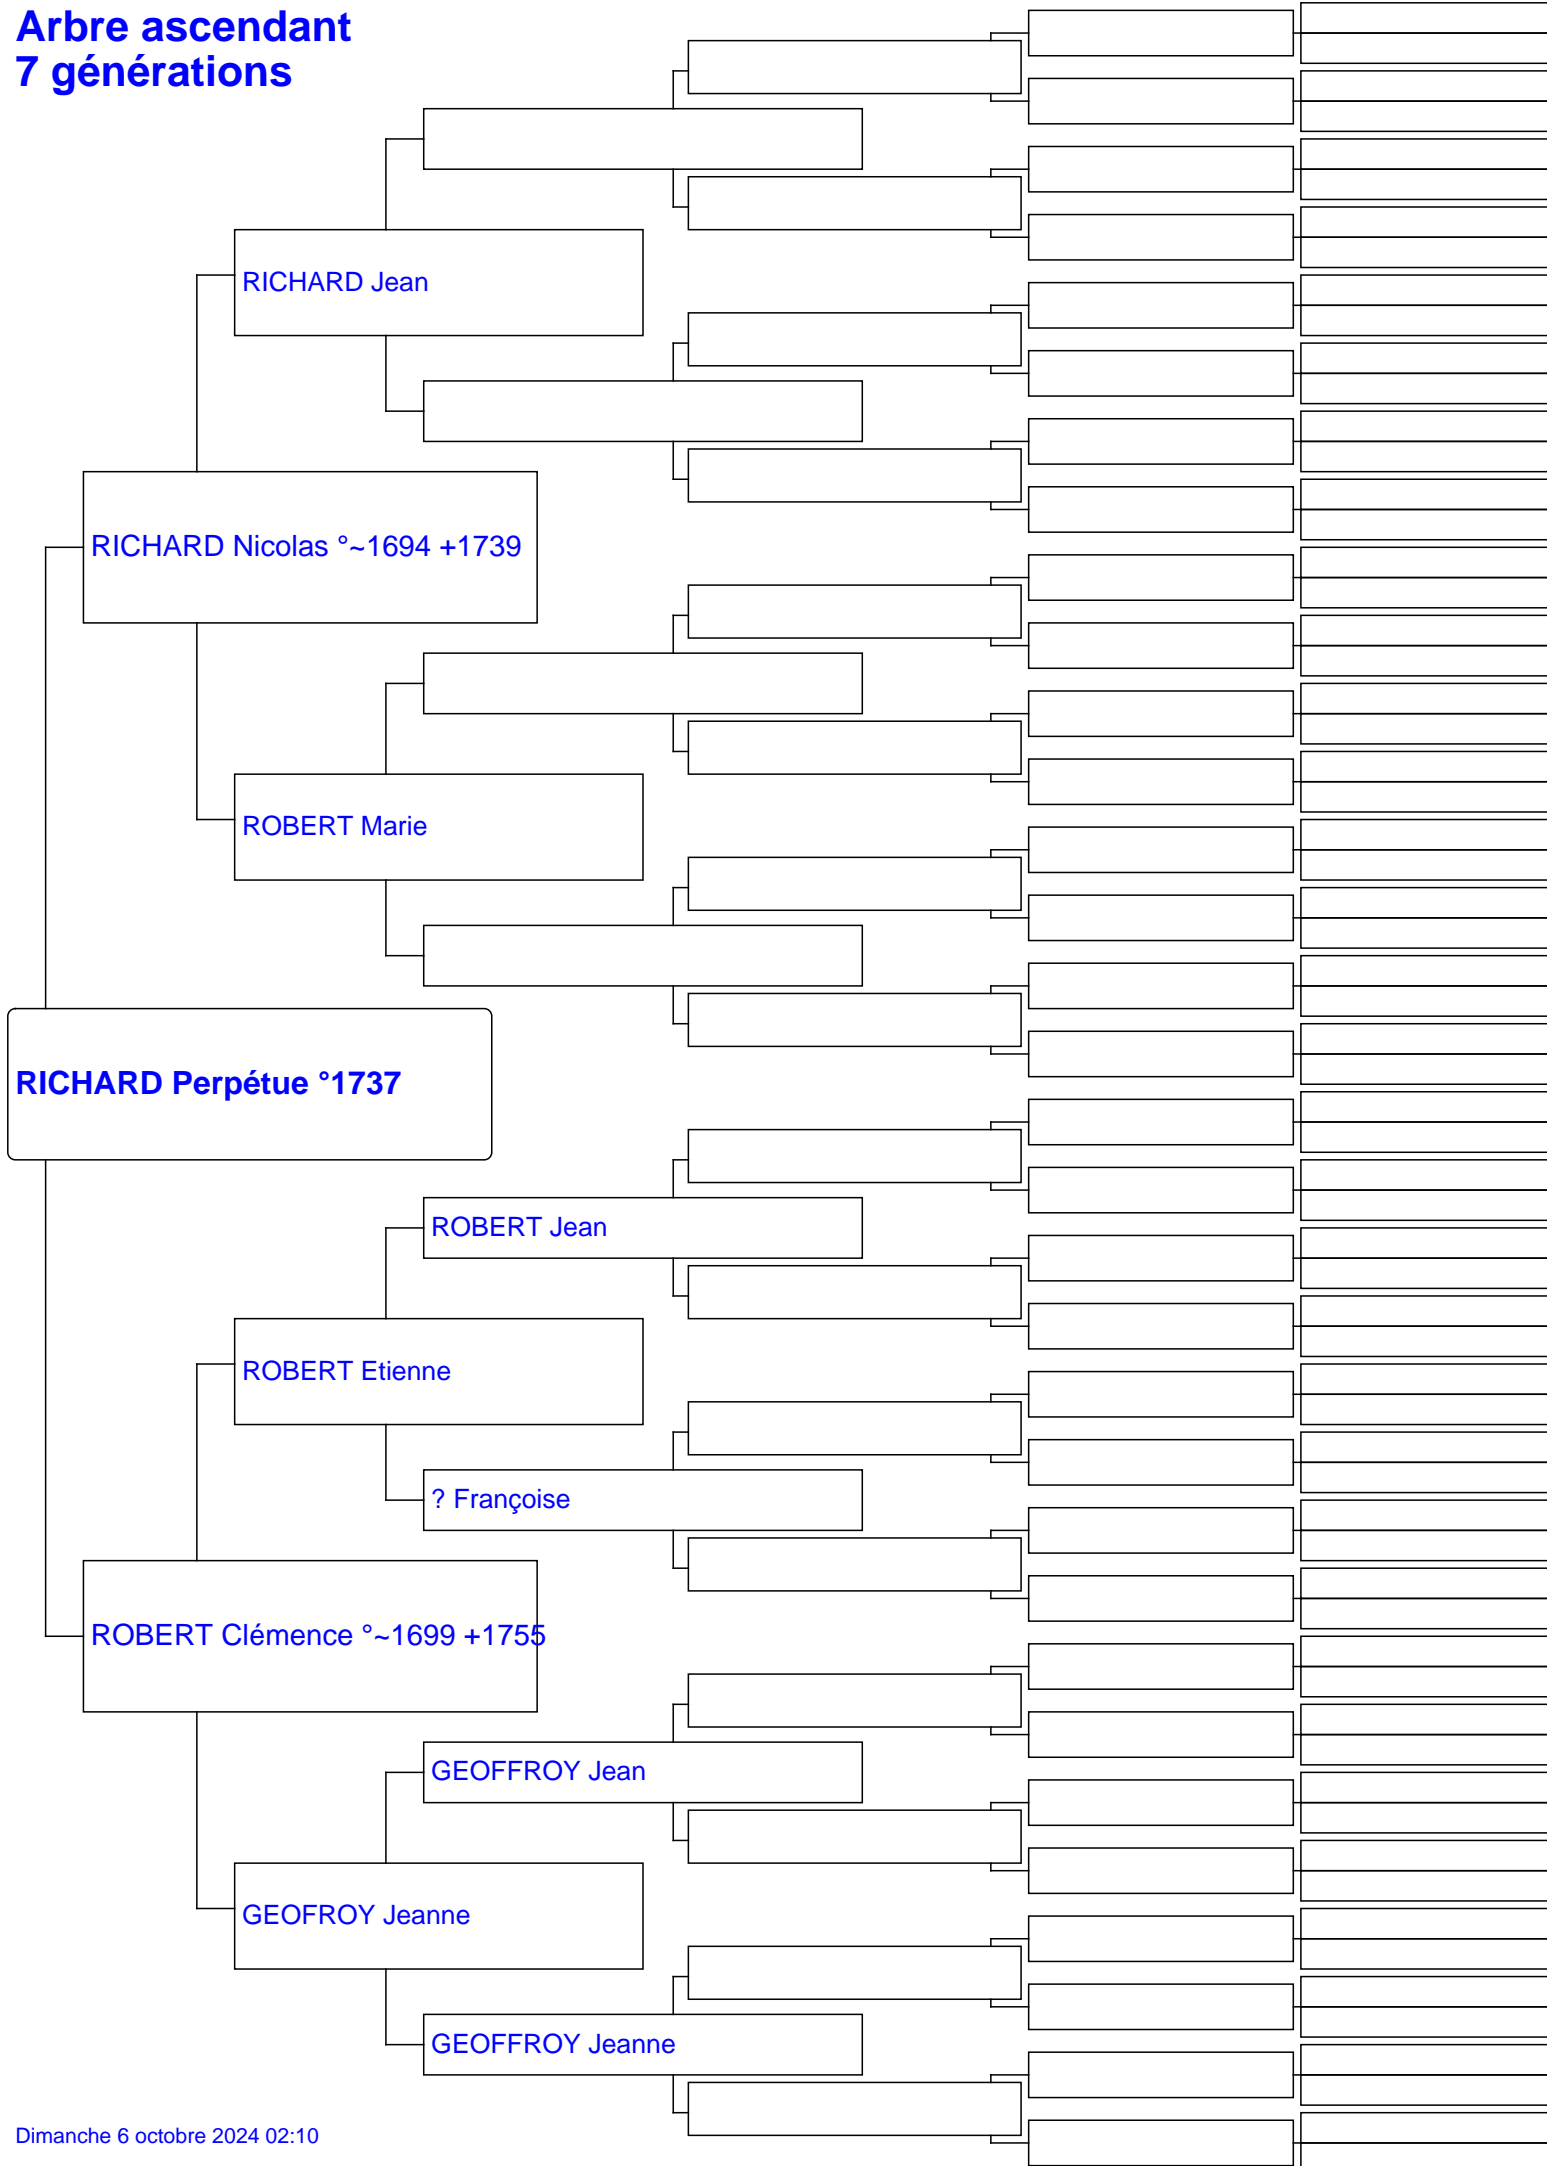 Arbre ascendant
7 générations
RICHARD Jean
RICHARD Nicolas °~1694 +1739
ROBERT Marie
RICHARD Perpétue °1737
ROBERT Jean
ROBERT Etienne
? Françoise
ROBERT Clémence °~1699 +1755
GEOFFROY Jean
GEOFROY Jeanne
GEOFFROY Jeanne
Dimanche 6 octobre 2024 02:10